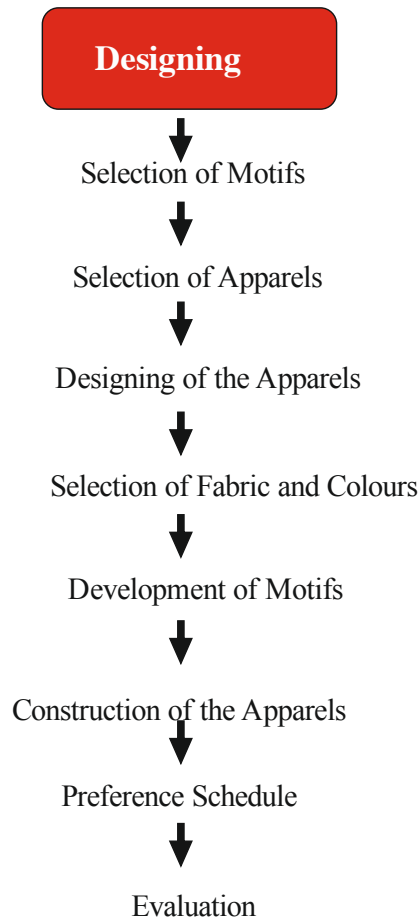 Designing
Selection of Motifs
Selection of Apparels
Designing of the Apparels
Selection of Fabric and Colours
Development of Motifs
Construction of the Apparels
Preference Schedule
Evaluation